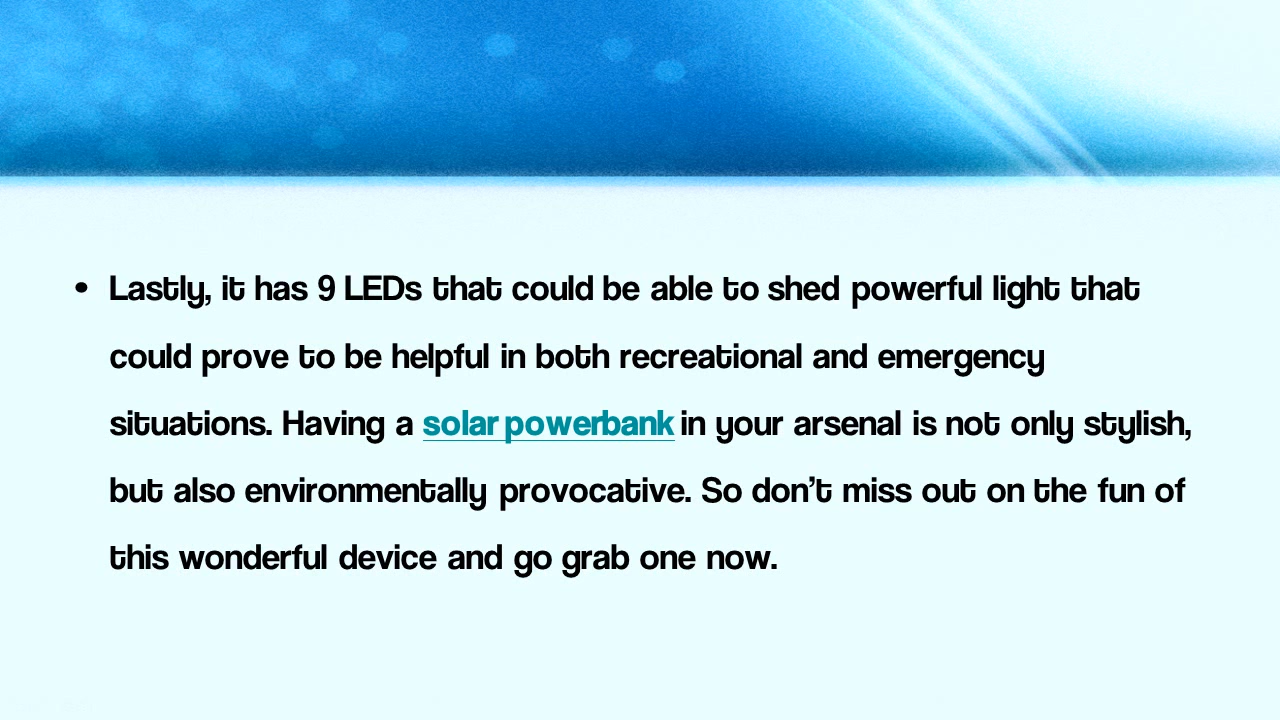 • Lastly, it has 9 LEDs that could be able to shed powerful light that
could prove to be helpful in both recreational and emergency
situations. Having a solar powerbank in your arsenal is not only stylish,
but also environmentally provocative. So don’t miss out on the fun of
this wonderful device and go grab one now.